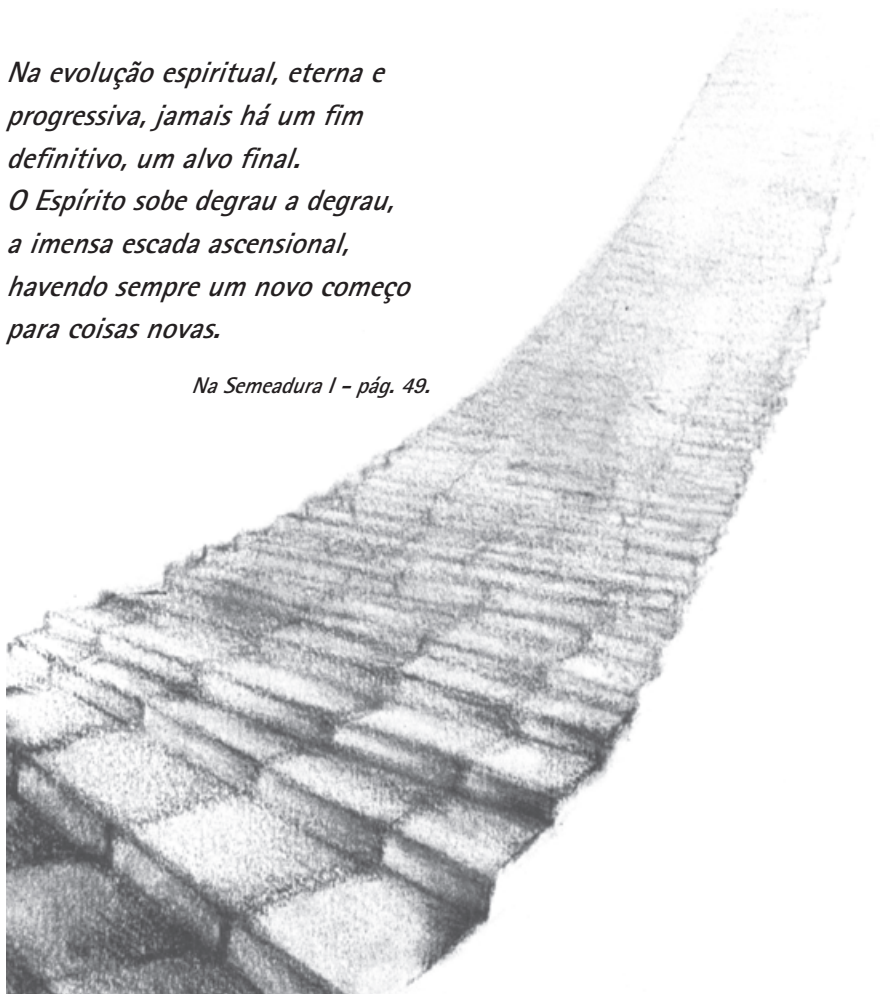 Na evolução espiritual, eterna e
progressiva, jamais há um fim
definitivo, um alvo final.
O Espírito sobe degrau a degrau,
a imensa escada ascensional,
havendo sempre um novo começo
para coisas novas.
Na Semeadura I – pág. 49.